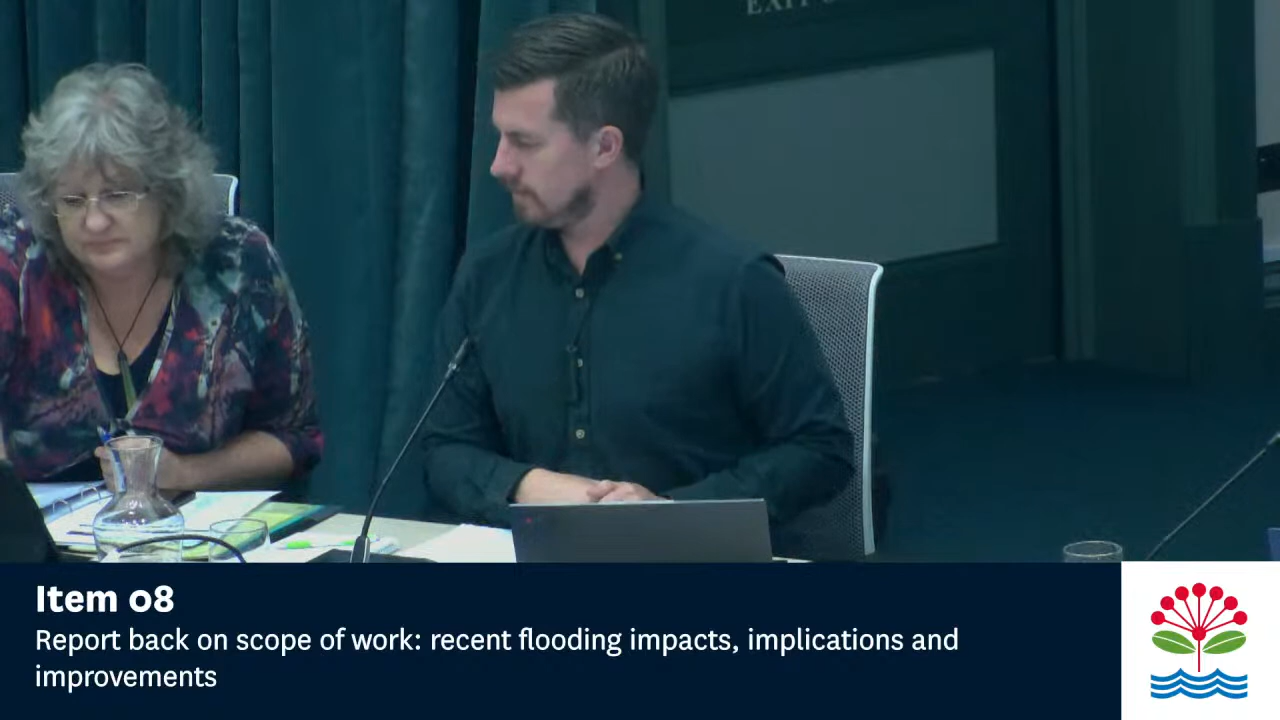 Item 08
Report back on scope of work: recent flooding impacts, implications and
improvements